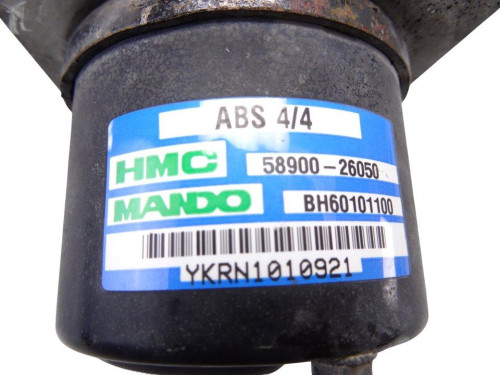 ABS 4/4
HMC 58900-26050
MANDO BH60101100
YKRN1010921